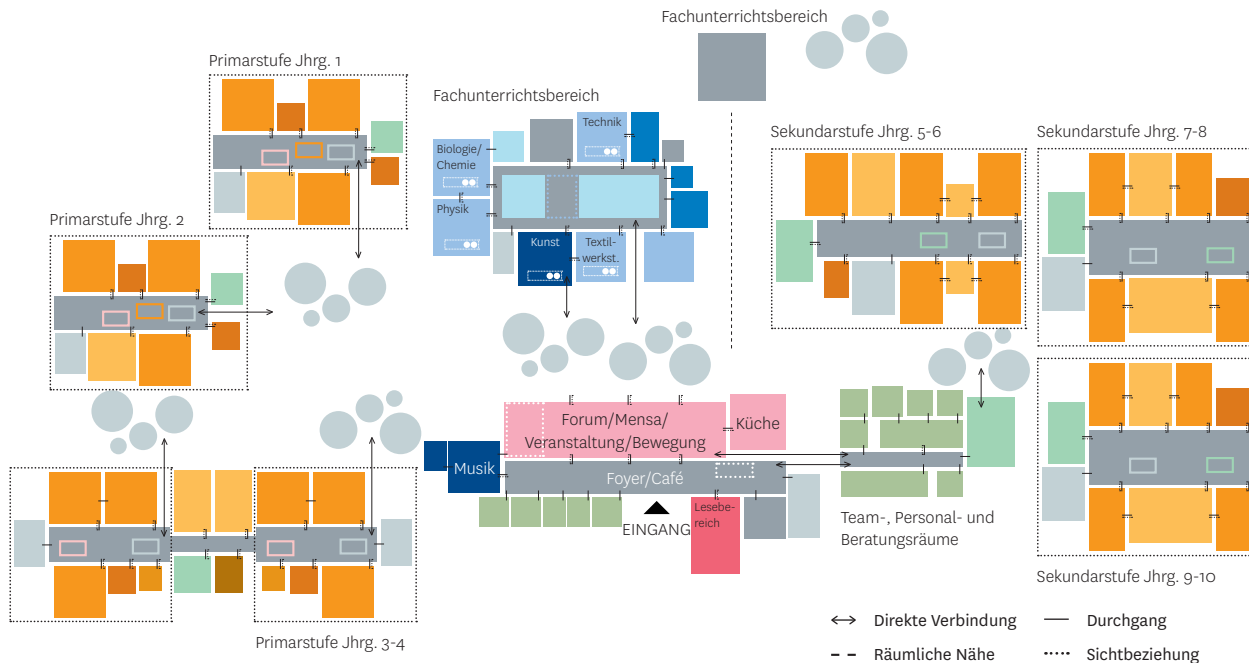 Fachunterrichtsbereich
Primarstufe Jhrg. 1
Fachunterrichtsbereich
Technik
Biologie/
Chemie
Physik
Kunst
Textil-
werkst.
Sekundarstufe Jhrg. 5-6
Sekundarstufe Jhrg. 7-8
Primarstufe Jhrg. 2
Forum/Mensa/
Veranstaltung/Bewegung
Küche
Musik
Foyer/Café
EINGANG
Lesebe-
reich
Team-, Personal- und
Beratungsräume
Sekundarstufe Jhrg. 9-10
Primarstufe Jhrg. 3-4
Direkte Verbindung
Durchgang
Räumliche Nähe
Sichtbeziehung